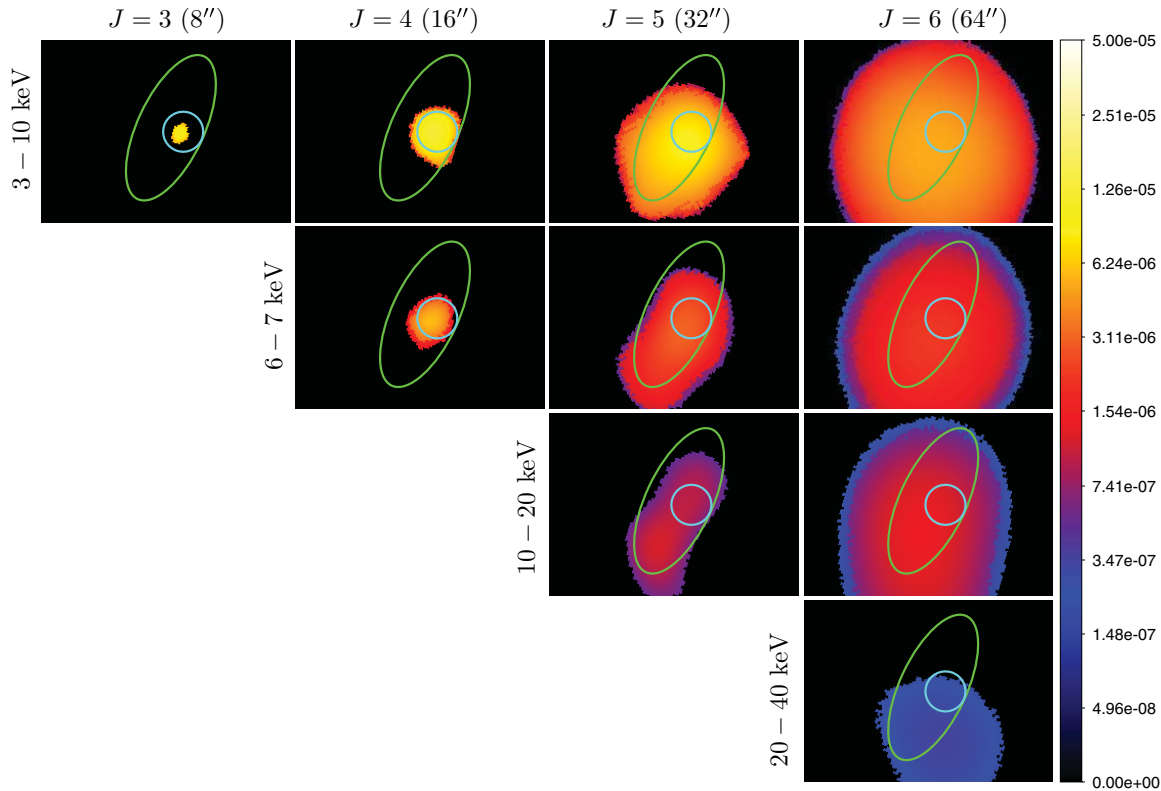 J = 3 (8″) J = 4 (16″) J = 5 (32″) J = 6 (64″)
3 − 10 keV
6 − 7 keV
10 − 20 keV
20 − 40 keV
5.00e-05
2.51e-05
1.26e-05
6.24e-06
3.11e-06
1.54e-06
7.41e-07
3.47e-07
1.48e-07
4.96e-08
0.00e+00